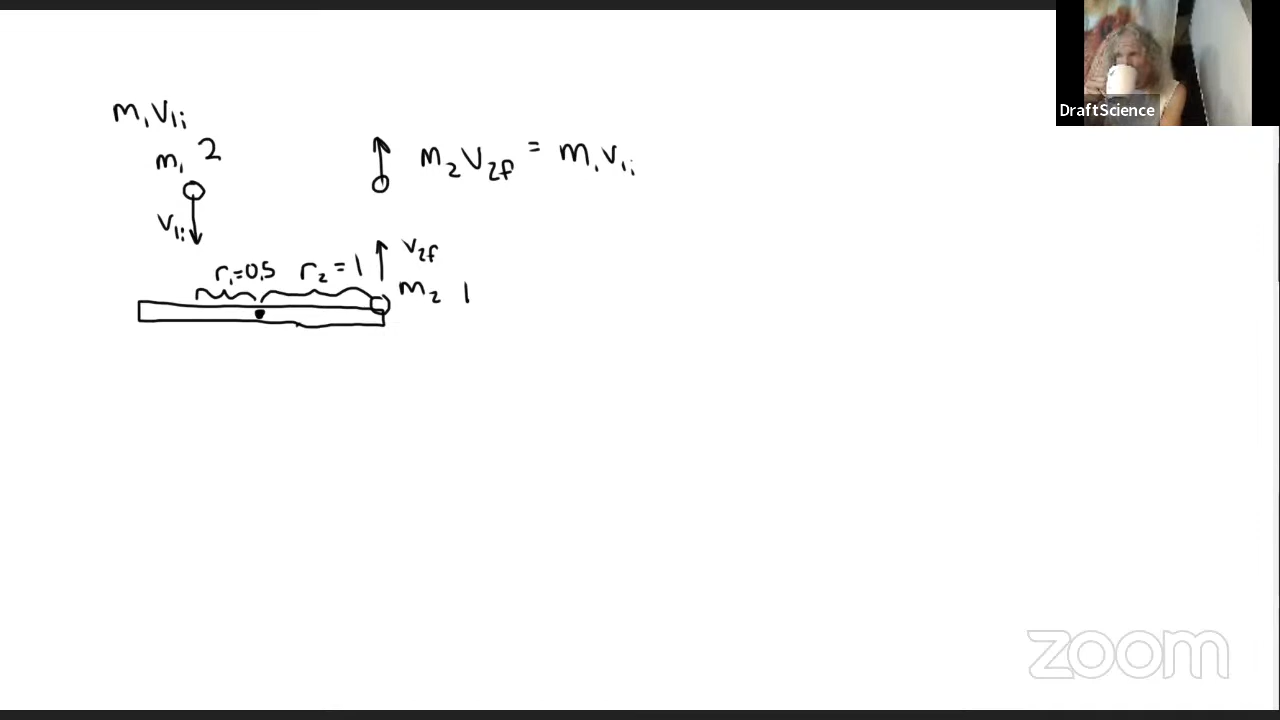 m₁V₁ᵢ
m₁ 2
V₁ᵢ
m₂V₂f = m₁V₁ᵢ
V₂f
r₁=0.5 r₂=1
m₂ 1
DraftScience
zoom